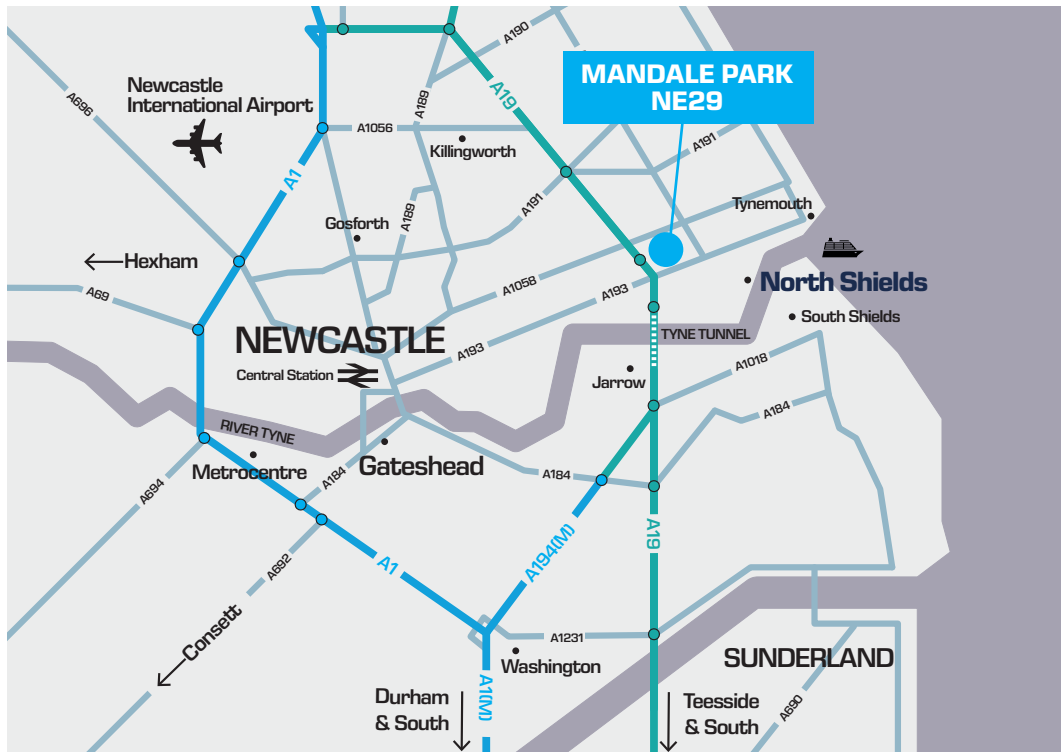 A190
MANDALE PARK
NE29
A19
Newcastle
International Airport
A696
A189
A1056
Killingworth
A191
A1
A189
A191
Gosforth
Tynemouth
Hexham
A69
A1058
A193
North Shields
South Shields
NEWCASTLE
TYNE TUNNEL
A193
Central Station
Jarrow
A1018
A184
RIVER TYNE
Metrocentre
Gateshead
A184
A184
A694
A19
A194(M)
A1
A692
Consett
A1231
Washington
SUNDERLAND
A1(M)
Durham
& South
Teesside
& South
A690